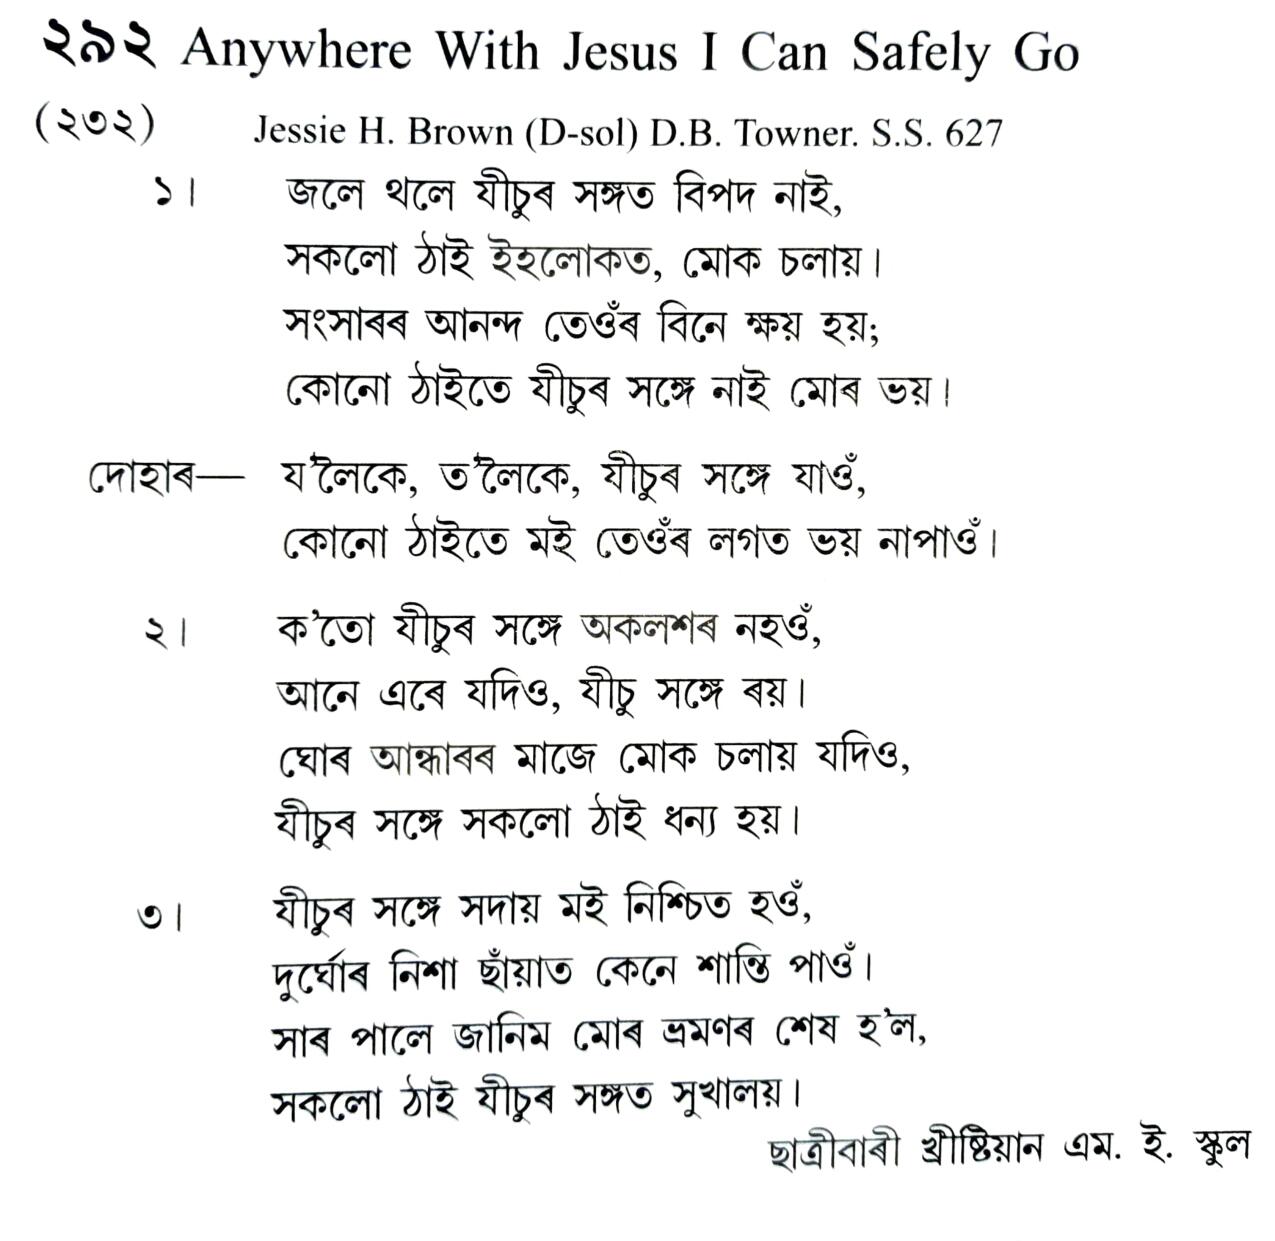 ২৯২ Anywhere With Jesus I Can Safely Go
(২৩২) Jessie H. Brown (D-sol) D.B. Towner. S.S. 627
১। জলে থলে যীচুৰ সঙ্গত বিপদ নাই,
সকলো ঠাই ইহলোকত, মোক চলায়।
সংসাৰৰ আনন্দ তেওঁৰ বিনে ক্ষয় হয়;
কোনো ঠাইতে যীচুৰ সঙ্গে নাই মোৰ ভয়।
দোহাৰ— য'লৈকে, ত'লৈকে, যীচুৰ সঙ্গে যাওঁ,
কোনো ঠাইতে মই তেওঁৰ লগত ভয় নাপাওঁ।
২। ক'তো যীচুৰ সঙ্গে অকলশৰ নহওঁ,
আনে এৰে যদিও, যীচু সঙ্গে ৰয়।
ঘোৰ আন্ধাৰৰ মাজে মোক চলায় যদিও,
যীচুৰ সঙ্গে সকলো ঠাই ধন্য হয়।
৩। যীচুৰ সঙ্গে সদায় মই নিশ্চিত হওঁ,
দুৰ্ঘোৰ নিশা ছাঁয়াত কেনে শান্তি পাওঁ।
সাৰ পালে জানিম মোৰ ভ্ৰমণৰ শেষ হ'ল,
সকলো ঠাই যীচুৰ সঙ্গত সুখালয়।
ছাত্ৰীবাৰী খ্ৰীষ্টিয়ান এম. ই. স্কুল